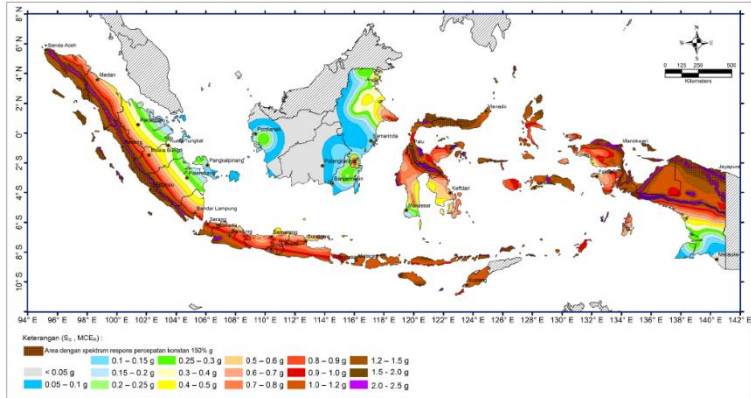 8° N
6° N
4° N
2° N
0°
2° S
4° S
6° S
8° S
10° S
Banda Aceh
Medan
Pekanbaru
Pangkalpinang
Palembang
Bandar Lampung
Serang
Bandung
Semarang
Surabaya
Pontianak
Samarinda
Palangkaraya
Banjarmasin
Manado
Palu
Kendari
Makassar
Kupang
Manokwari
Jayapura
Merauke
N
W E
S
0 125 250 500
Kilometers
94° E 96° E 98° E 100° E 102° E 104° E 106° E 108° E 110° E 112° E 114° E 116° E 118° E 120° E 122° E 124° E 126° E 128° E 130° E 132° E 134° E 136° E 138° E 140° E 142° E
Keterangan (Ss , MCER) :
Area dengan spektrum respons percepatan konstan 150% g
< 0.05 g
0.05 – 0.1 g
0.1 – 0.15 g
0.15 – 0.2 g
0.2 – 0.25 g
0.25 – 0.3 g
0.3 – 0.4 g
0.4 – 0.5 g
0.5 – 0.6 g
0.6 – 0.7 g
0.7 – 0.8 g
0.8 – 0.9 g
0.9 – 1.0 g
1.0 – 1.2 g
1.2 – 1.5 g
1.5 – 2.0 g
2.0 – 2.5 g